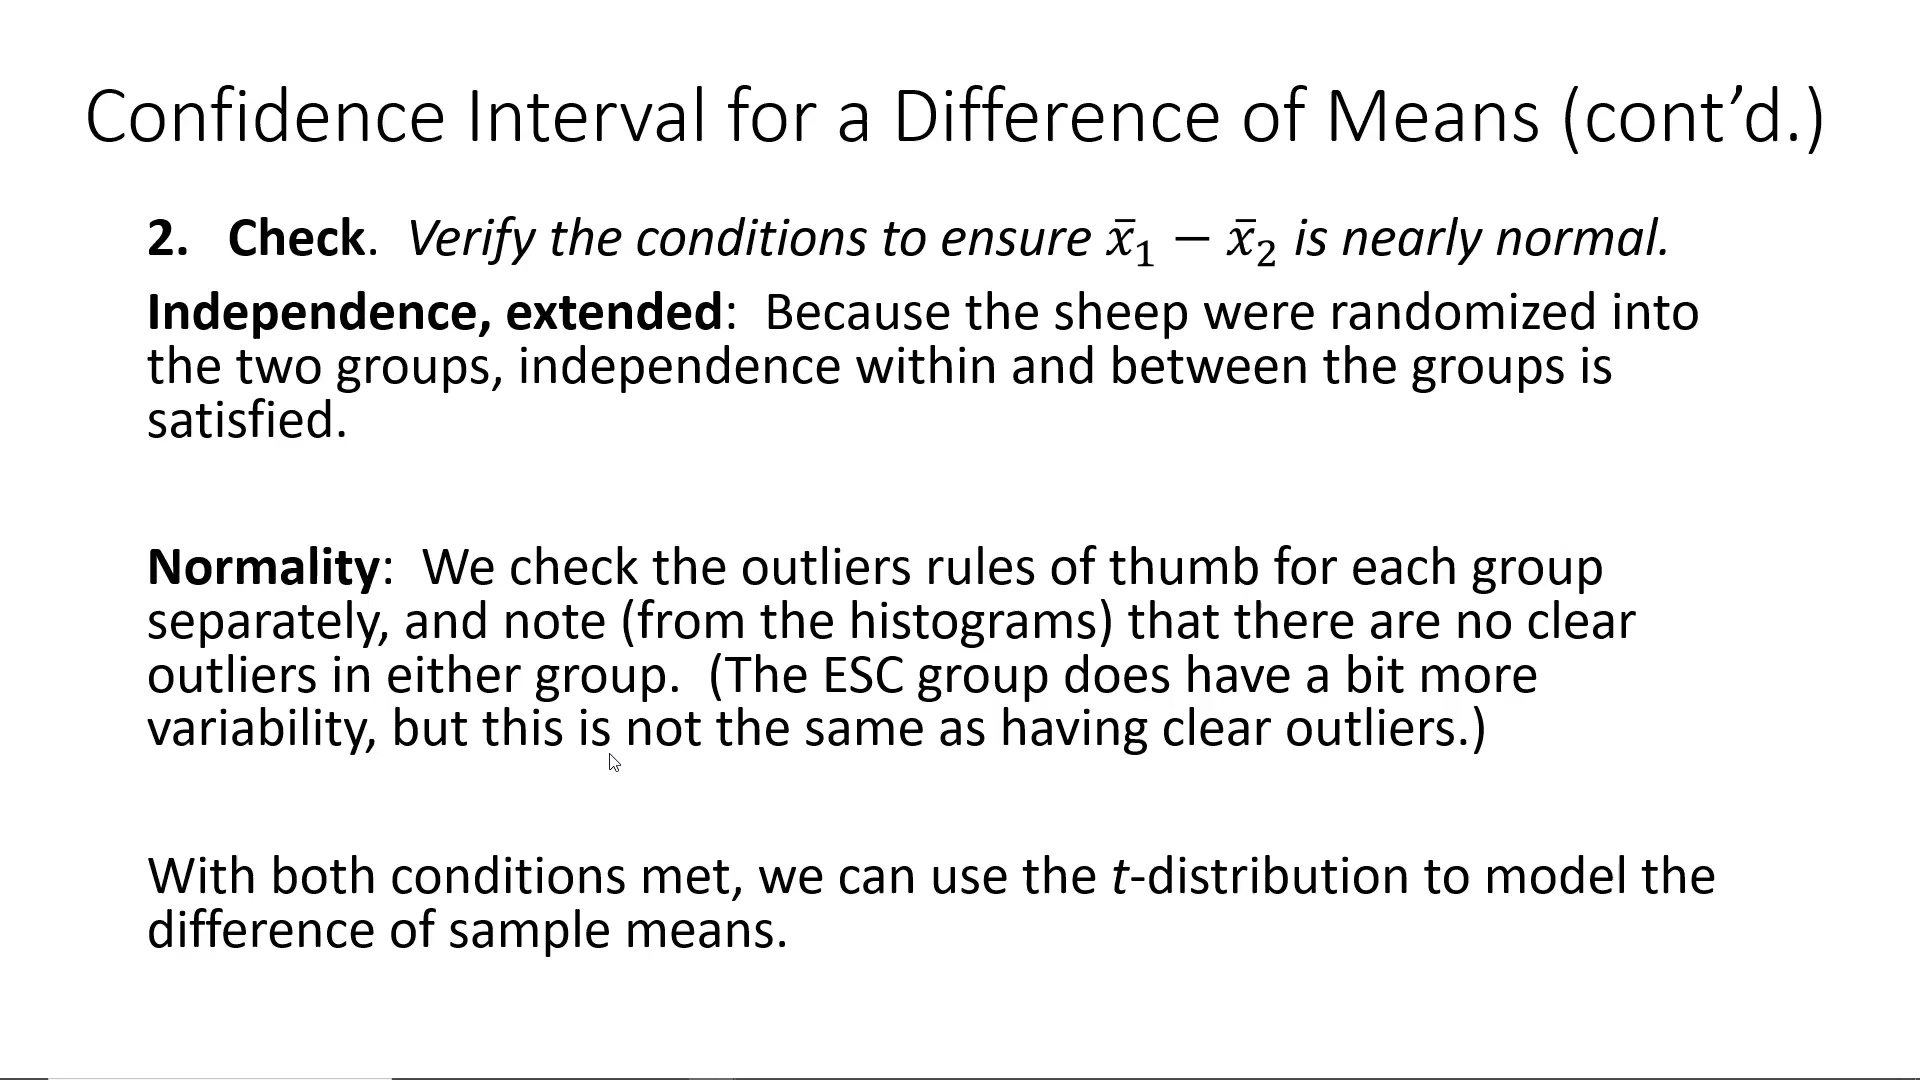 Confidence Interval for a Difference of Means (cont’d.)
2. Check. Verify the conditions to ensure x̄₁ − x̄₂ is nearly normal.
Independence, extended: Because the sheep were randomized into
the two groups, independence within and between the groups is
satisfied.
Normality: We check the outliers rules of thumb for each group
separately, and note (from the histograms) that there are no clear
outliers in either group. (The ESC group does have a bit more
variability, but this is not the same as having clear outliers.)
With both conditions met, we can use the t-distribution to model the
difference of sample means.